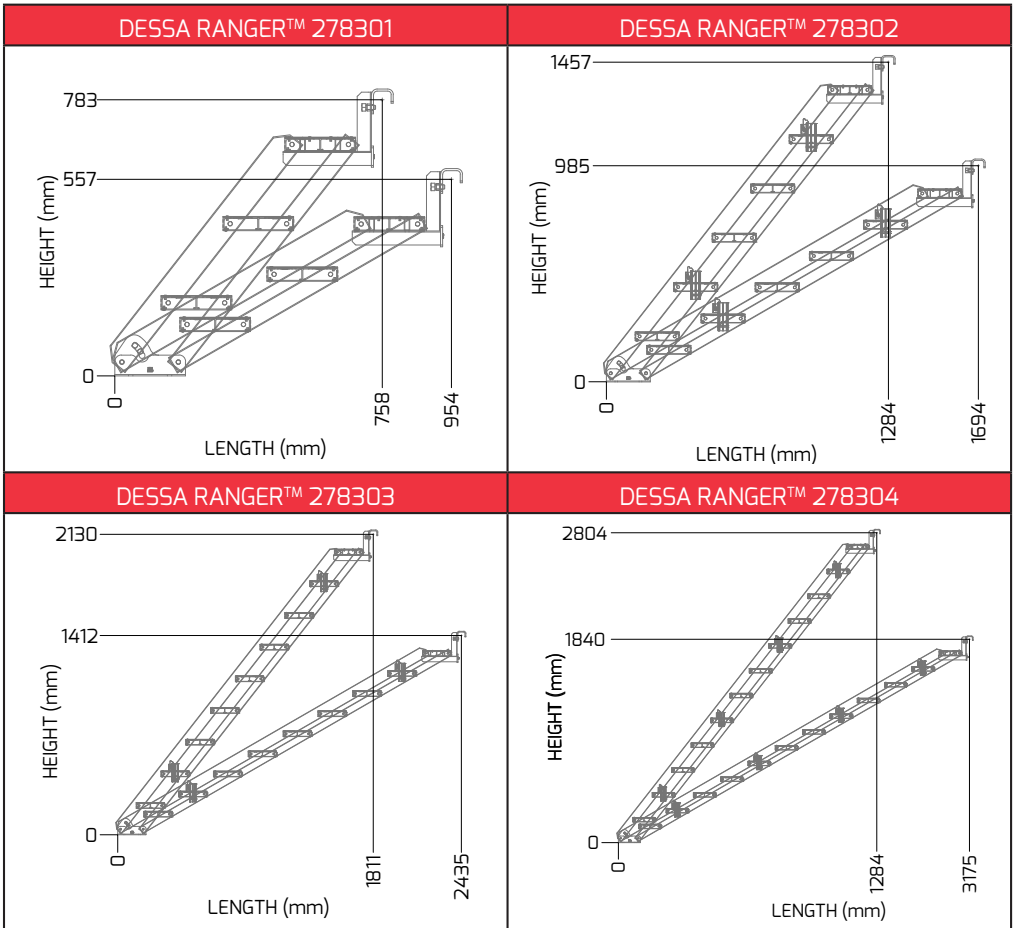 DESSA RANGER™ 278301
783
557
0
HEIGHT (mm)
0
758
954
LENGTH (mm)
DESSA RANGER™ 278302
1457
985
0
HEIGHT (mm)
0
1284
1694
LENGTH (mm)
DESSA RANGER™ 278303
2130
1412
0
HEIGHT (mm)
0
1811
2435
LENGTH (mm)
DESSA RANGER™ 278304
2804
1840
0
HEIGHT (mm)
0
1284
3175
LENGTH (mm)